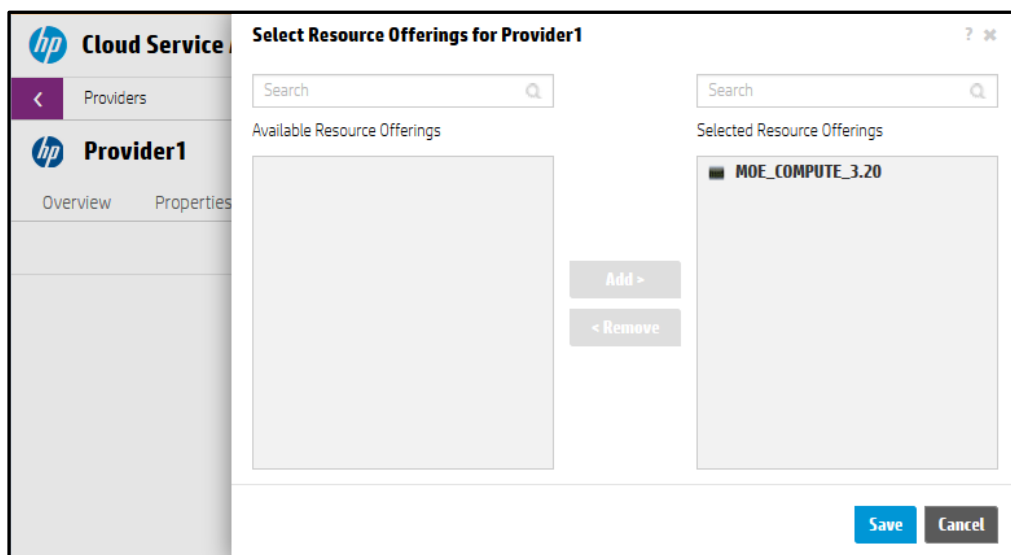 hp Cloud Service
Select Resource Offerings for Provider1
? ×
‹ Providers
hp Provider1
Overview Properties
Search
Search
Available Resource Offerings
Selected Resource Offerings
MOE_COMPUTE_3.20
Add >
< Remove
Save Cancel